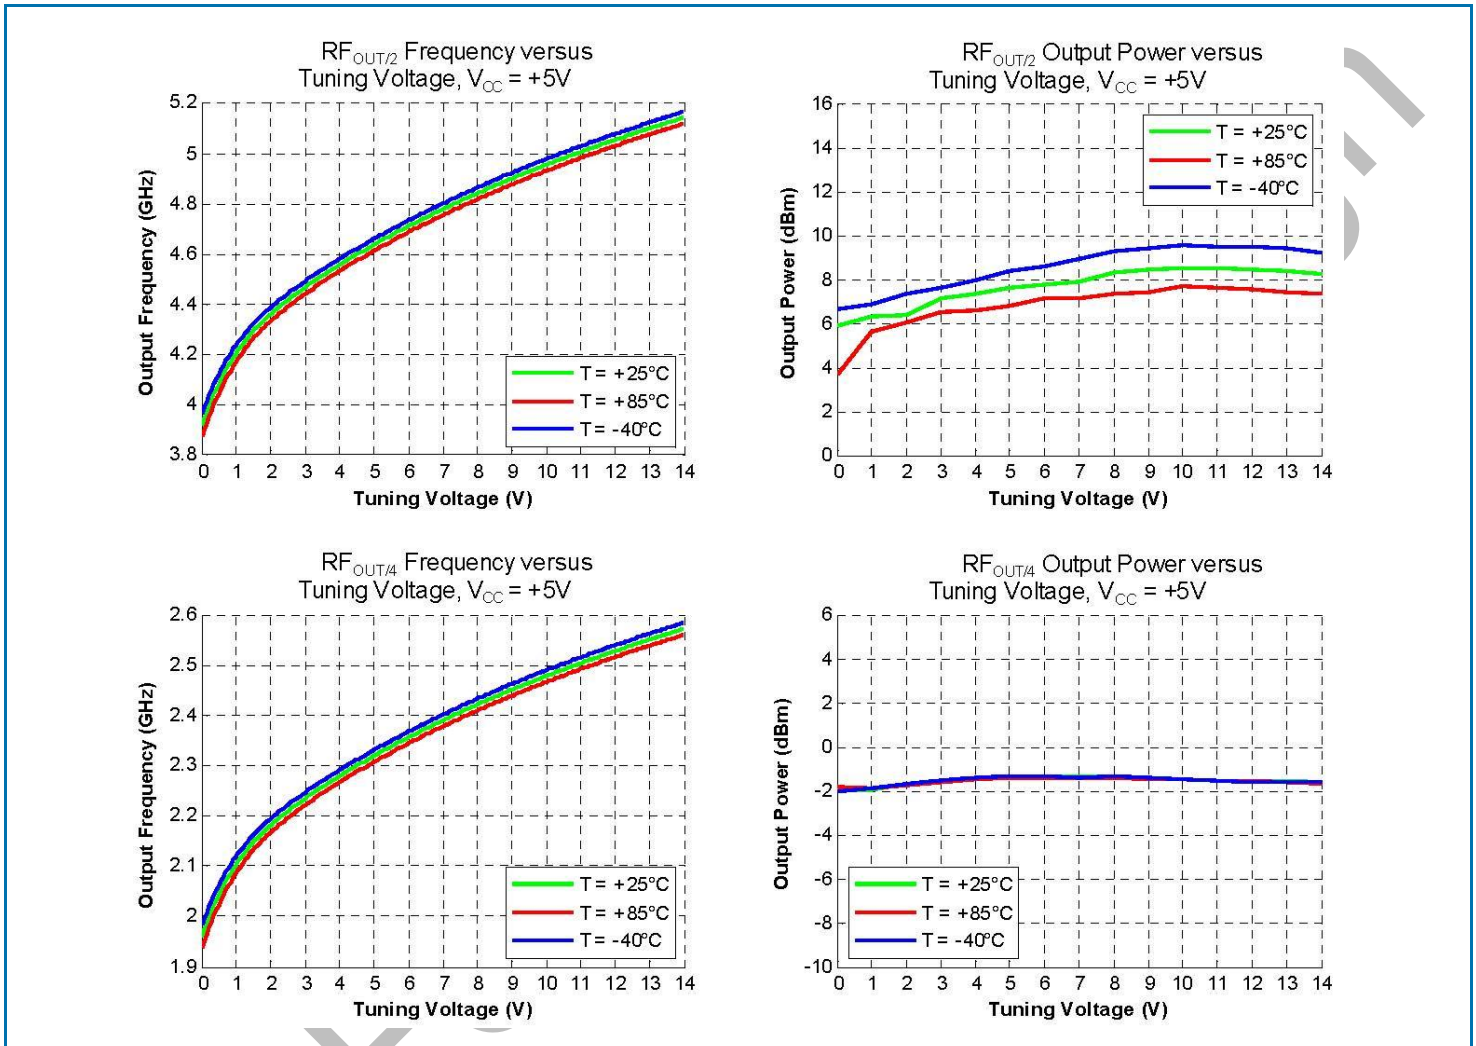 RFOUT/2 Frequency versus
Tuning Voltage, VCC = +5V
5.2
5
4.8
4.6
4.4
4.2
4
3.8
Output Frequency (GHz)
T = +25°C
T = +85°C
T = -40°C
0 1 2 3 4 5 6 7 8 9 10 11 12 13 14
Tuning Voltage (V)
RFOUT/2 Output Power versus
Tuning Voltage, VCC = +5V
16
14
12
10
8
6
4
2
0
Output Power (dBm)
T = +25°C
T = +85°C
T = -40°C
0 1 2 3 4 5 6 7 8 9 10 11 12 13 14
Tuning Voltage (V)
RFOUT/4 Frequency versus
Tuning Voltage, VCC = +5V
2.6
2.5
2.4
2.3
2.2
2.1
2
1.9
Output Frequency (GHz)
T = +25°C
T = +85°C
T = -40°C
0 1 2 3 4 5 6 7 8 9 10 11 12 13 14
Tuning Voltage (V)
RFOUT/4 Output Power versus
Tuning Voltage, VCC = +5V
6
4
2
0
-2
-4
-6
-8
-10
Output Power (dBm)
T = +25°C
T = +85°C
T = -40°C
0 1 2 3 4 5 6 7 8 9 10 11 12 13 14
Tuning Voltage (V)